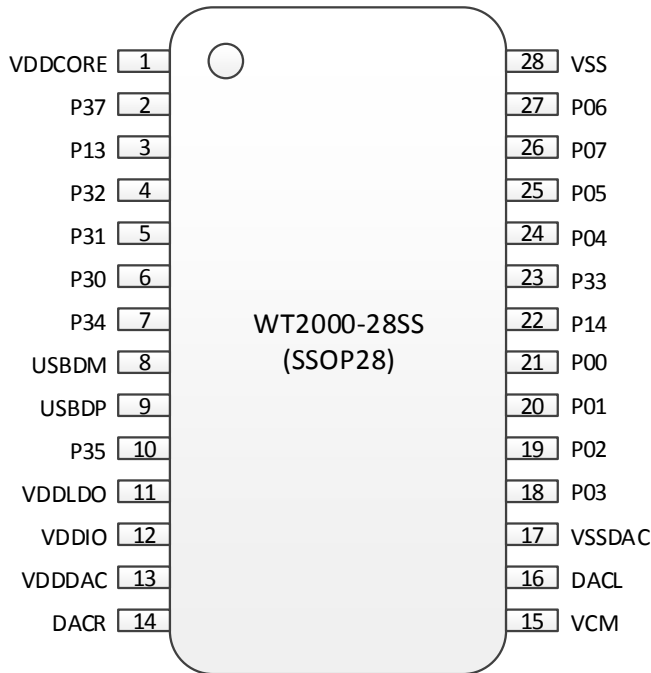 VDDCORE 1 28 VSS
P37 2 27 P06
P13 3 26 P07
P32 4 25 P05
P31 5 24 P04
P30 6 23 P33
P34 7 22 P14
WT2000-28SS
(SSOP28)
USBDM 8 21 P00
USBDP 9 20 P01
P35 10 19 P02
VDDLDO 11 18 P03
VDDIO 12 17 VSSDAC
VDDDAC 13 16 DACL
DACR 14 15 VCM